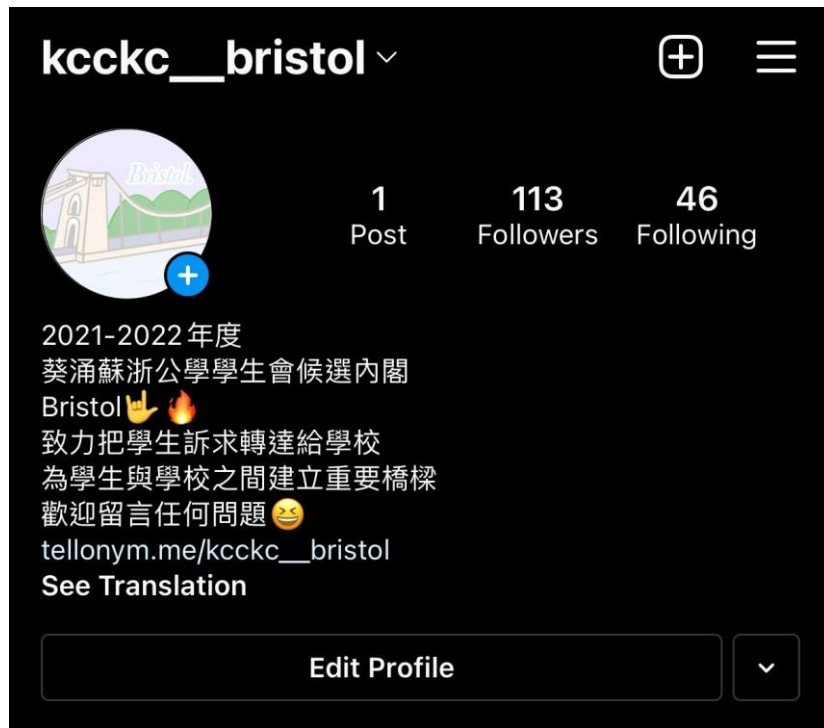 kcckc__bristol
Bristol.
1 113 46
Post Followers Following
2021-2022年度
葵涌蘇浙公學學生會候選內閣
Bristol🤟🔥
致力把學生訴求轉達給學校
為學生與學校之間建立重要橋樑
歡迎留言任何問題😆
tellonym.me/kcckc__bristol
See Translation
Edit Profile